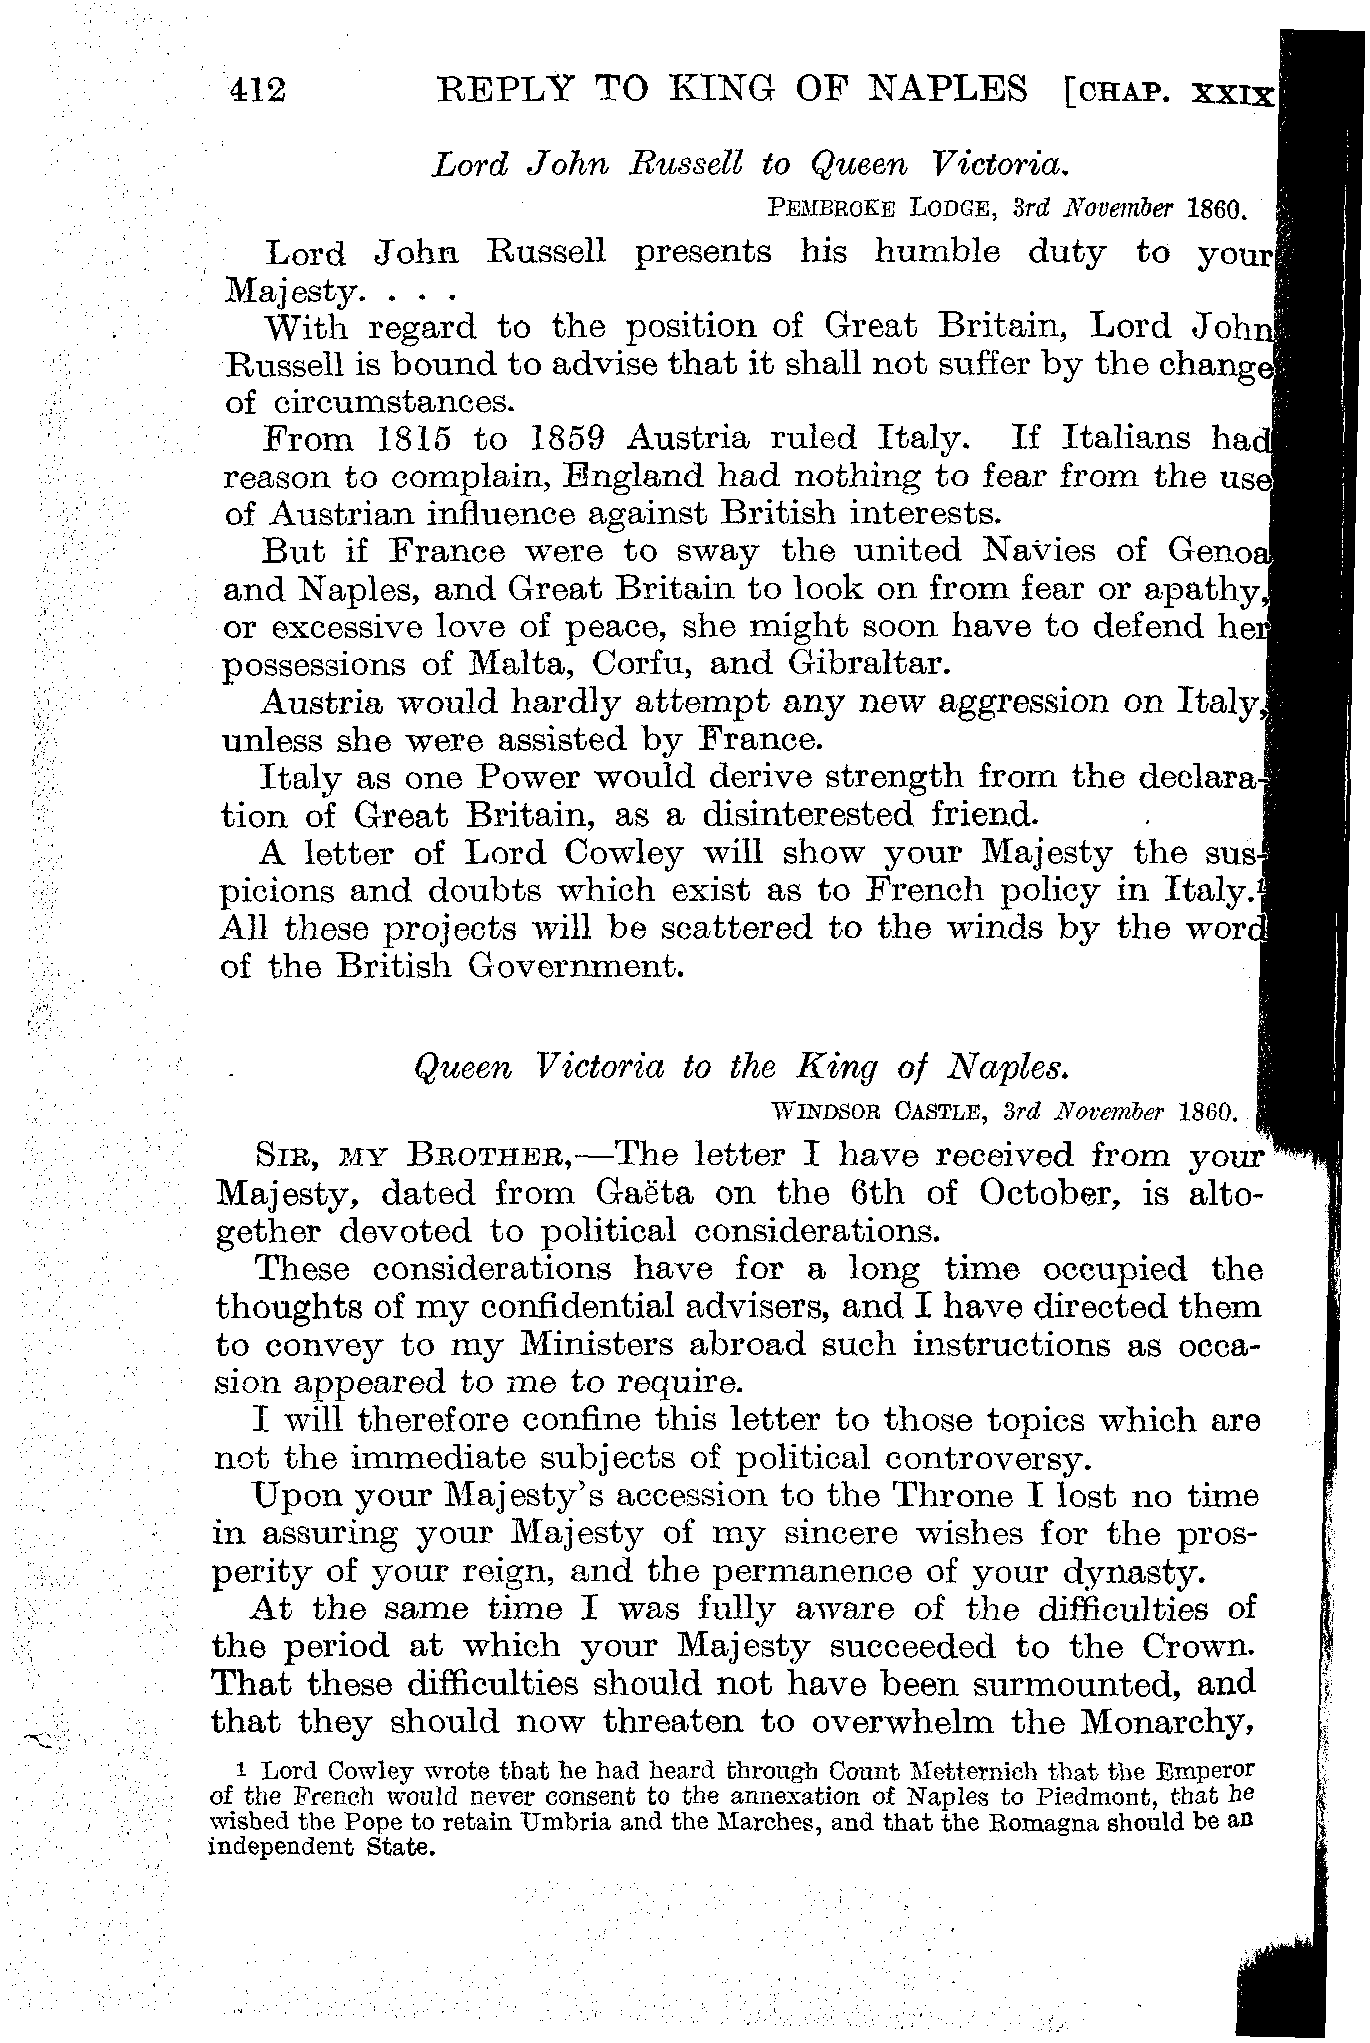 412 REPLY TO KING OF NAPLES [CHAP. XXIX
Lord John Russell to Queen Victoria.
PEMBROKE LODGE, 3rd November 1860.
Lord John Russell presents his humble duty to your
Majesty. . . .
With regard to the position of Great Britain, Lord John
Russell is bound to advise that it shall not suffer by the change
of circumstances.
From 1815 to 1859 Austria ruled Italy. If Italians had
reason to complain, England had nothing to fear from the use
of Austrian influence against British interests.
But if France were to sway the united Navies of Genoa
and Naples, and Great Britain to look on from fear or apathy,
or excessive love of peace, she might soon have to defend her
possessions of Malta, Corfu, and Gibraltar.
Austria would hardly attempt any new aggression on Italy,
unless she were assisted by France.
Italy as one Power would derive strength from the declara-
tion of Great Britain, as a disinterested friend.
A letter of Lord Cowley will show your Majesty the sus-
picions and doubts which exist as to French policy in Italy.1
All these projects will be scattered to the winds by the word
of the British Government.
Queen Victoria to the King of Naples.
WINDSOR CASTLE, 3rd November 1860.
SIR, MY BROTHER,—The letter I have received from your
Majesty, dated from Gaëta on the 6th of October, is alto-
gether devoted to political considerations.
These considerations have for a long time occupied the
thoughts of my confidential advisers, and I have directed them
to convey to my Ministers abroad such instructions as occa-
sion appeared to me to require.
I will therefore confine this letter to those topics which are
not the immediate subjects of political controversy.
Upon your Majesty's accession to the Throne I lost no time
in assuring your Majesty of my sincere wishes for the pros-
perity of your reign, and the permanence of your dynasty.
At the same time I was fully aware of the difficulties of
the period at which your Majesty succeeded to the Crown.
That these difficulties should not have been surmounted, and
that they should now threaten to overwhelm the Monarchy,
1 Lord Cowley wrote that he had heard through Count Metternich that the Emperor
of the French would never consent to the annexation of Naples to Piedmont, that he
wished the Pope to retain Umbria and the Marches, and that the Romagna should be an
independent State.